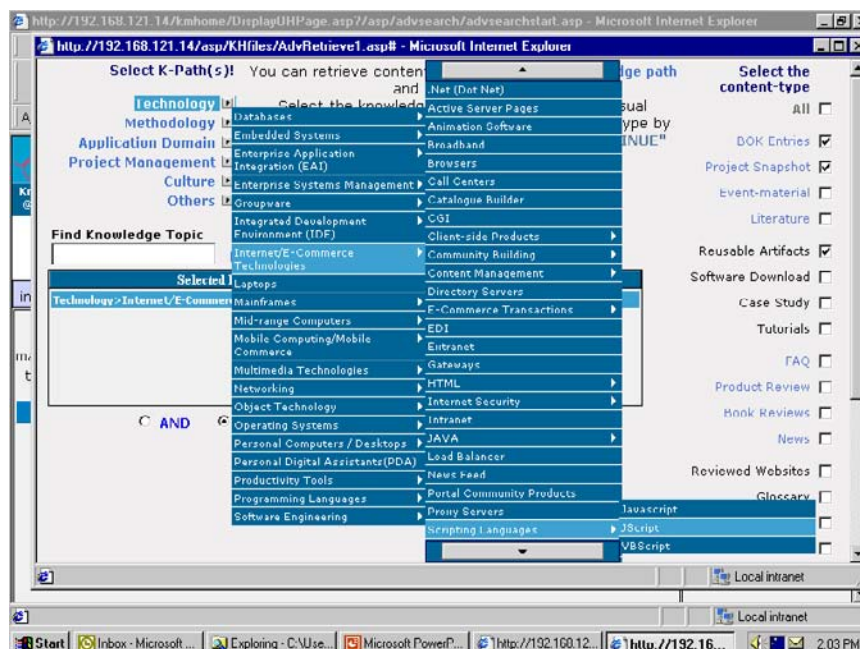 http://192.168.121.14/kmhome/DisplayUHPage.asp?/asp/advsearch/advsearchstart.asp - Microsoft Internet Explorer
http://192.168.121.14/asp/KHfiles/AdvRetrieve1.asp# - Microsoft Internet Explorer
Select K-Path(s)!
You can retrieve conten
dge path
and
Select the knowledg
sual
ype by
INUE"
Technology
Methodology
Application Domain
Project Management
Culture
Others
Find Knowledge Topic
Selected
Technology>Internet/E-Commer
AND
Databases
Embedded Systems
Enterprise Application
Integration (EAI)
Enterprise Systems Management
Groupware
Integrated Development
Environment (IDE)
Internet/E-Commerce
Technologies
Laptops
Mainframes
Mid-range Computers
Mobile Computing/Mobile
Commerce
Multimedia Technologies
Networking
Object Technology
Operating Systems
Personal Computers / Desktops
Personal Digital Assistants(PDA)
Productivity Tools
Programming Languages
Software Engineering
.Net (Dot Net)
Active Server Pages
Animation Software
Broadband
Browsers
Call Centers
Catalogue Builder
CGI
Client-side Products
Community Building
Content Management
Directory Servers
E-Commerce Transactions
EDI
Extranet
Gateways
HTML
Internet Security
Intranet
JAVA
Load Balancer
News Feed
Portal Community Products
Proxy Servers
Scripting Languages
Javascript
JScript
VBScript
Select the
content-type
All
BOK Entries
Project Snapshot
Event-material
Literature
Reusable Artifacts
Software Download
Case Study
Tutorials
FAQ
Product Review
Book Reviews
News
Reviewed Websites
Glossary
Local intranet
Local intranet
Start
Inbox - Microsoft ...
Exploring - C:\Use...
Microsoft PowerP...
http://192.168.12...
http://192.16...
2:03 PM